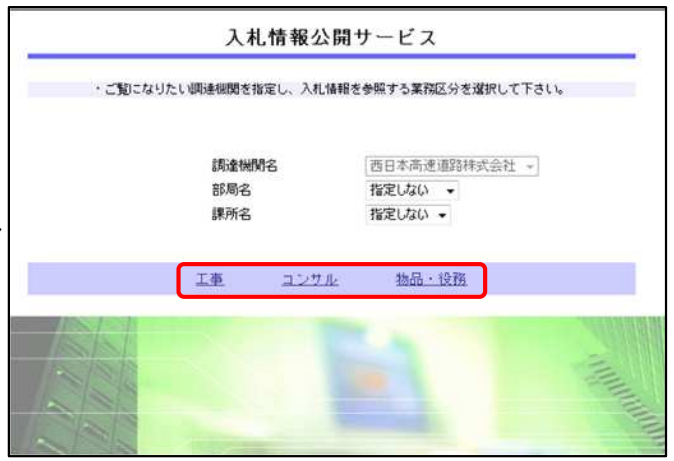 入札情報公開サービス
・ご覧になりたい調達機関を指定し、入札情報を参照する業務区分を選択して下さい。
調達機関名 西日本高速道路株式会社
部局名 指定しない
課所名 指定しない
工事 コンサル 物品・役務